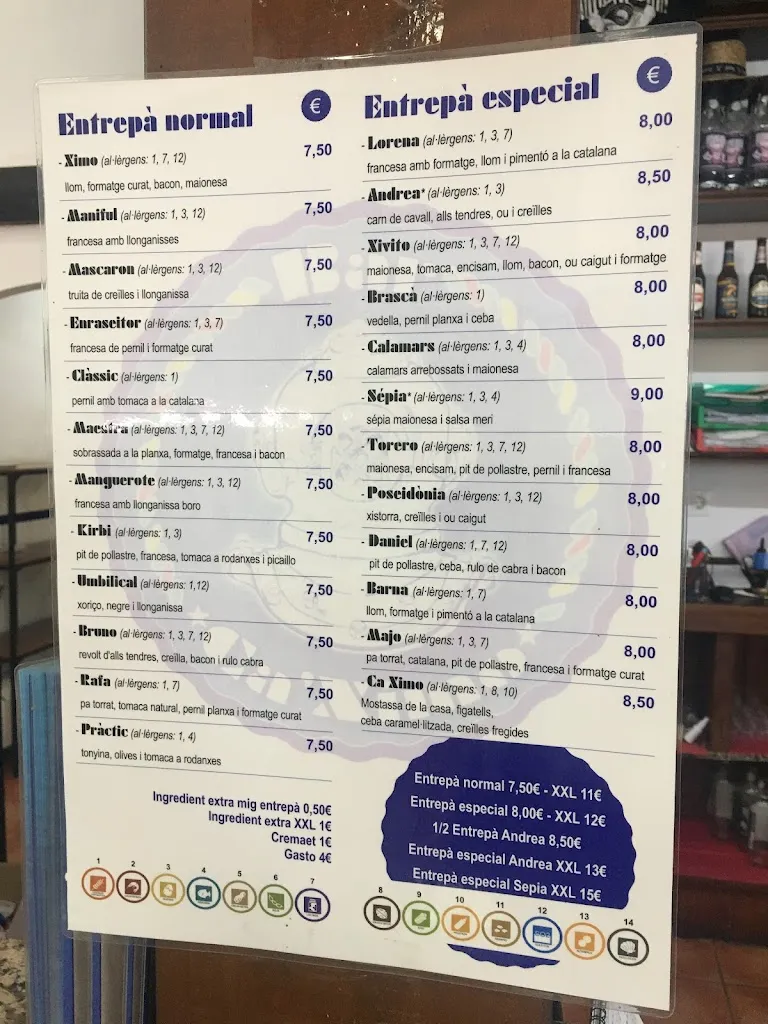 Entrepà normal €
- Ximo (al·lèrgens: 1, 7, 12) 7,50
llom, formatge curat, bacon, maionesa
- Maniful (al·lèrgens: 1, 3, 12) 7,50
francesa amb llonganisses
- Mascaron (al·lèrgens: 1, 3, 12) 7,50
truita de creïlles i llonganissa
- Enraseitor (al·lèrgens: 1, 3, 7) 7,50
francesa de pernil i formatge curat
- Clàssic (al·lèrgens: 1) 7,50
pernil amb tomaca a la catalana
- Maestra (al·lèrgens: 1, 3, 7, 12) 7,50
sobrassada a la planxa, formatge, francesa i bacon
- Manguerote (al·lèrgens: 1, 3, 12) 7,50
francesa amb llonganissa boro
- Kirbi (al·lèrgens: 1, 3) 7,50
pit de pollastre, francesa, tomaca a rodanxes i picaillo
- Umbilical (al·lèrgens: 1,12) 7,50
xoriço, negre i llonganissa
- Bruno (al·lèrgens: 1, 3, 7, 12) 7,50
revolt d'alls tendres, creïlla, bacon i rulo cabra
- Rafa (al·lèrgens: 1, 7) 7,50
pa torrat, tomaca natural, pernil planxa i formatge curat
- Pràctic (al·lèrgens: 1, 4) 7,50
tonyina, olives i tomaca a rodanxes
Ingredient extra mig entrepà 0,50€
Ingredient extra XXL 1€
Cremaet 1€
Gasto 4€
1 2 3 4 5 6 7
Entrepà especial €
- Lorena (al·lèrgens: 1, 3, 7) 8,00
francesa amb formatge, llom i pimentó a la catalana
- Andrea* (al·lèrgens: 1, 3) 8,50
carn de cavall, alls tendres, ou i creïlles
- Xivito (al·lèrgens: 1, 3, 7, 12) 8,00
maionesa, tomaca, encisam, llom, bacon, ou caigut i formatge
- Brascà (al·lèrgens: 1) 8,00
vedella, pernil planxa i ceba
- Calamars (al·lèrgens: 1, 3, 4) 8,00
calamars arrebossats i maionesa
- Sépia* (al·lèrgens: 1, 3, 4) 9,00
sépia maionesa i salsa meri
- Torero (al·lèrgens: 1, 3, 7, 12) 8,00
maionesa, encisam, pit de pollastre, pernil i francesa
- Poseidònia (al·lèrgens: 1, 3, 12) 8,00
xistorra, creïlles i ou caigut
- Daniel (al·lèrgens: 1, 7, 12) 8,00
pit de pollastre, ceba, rulo de cabra i bacon
- Barna (al·lèrgens: 1, 7) 8,00
llom, formatge i pimentó a la catalana
- Majo (al·lèrgens: 1, 3, 7) 8,00
pa torrat, catalana, pit de pollastre, francesa i formatge curat
- Ca Ximo (al·lèrgens: 1, 8, 10) 8,50
Mostassa de la casa, figatells,
ceba caramel·litzada, creïlles fregides
Entrepà normal 7,50€ - XXL 11€
Entrepà especial 8,00€ - XXL 12€
1/2 Entrepà Andrea 8,50€
Entrepà especial Andrea XXL 13€
Entrepà especial Sepia XXL 15€
8 9 10 11 12 13 14